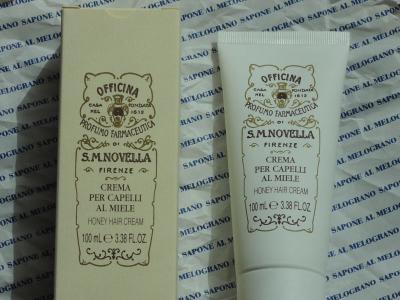 OFFICINA
CASA FONDATA
NEL 1612
PROFUMO FARMACEUTICA
DI
S.M.NOVELLA
FIRENZE
CREMA
PER CAPELLI
AL MIELE
HONEY HAIR CREAM
100 mL e 3.38 FL.OZ.
OFFICINA
CASA FONDATA
NEL 1612
PROFUMO FARMACEUTICA
DI
S.M.NOVELLA
FIRENZE
CREMA
PER CAPELLI
AL MIELE
HONEY HAIR CREAM
100 mL e 3.38 FL.OZ.
SAPONE AL MELOGRANO SAPONE AL MELOGRANO